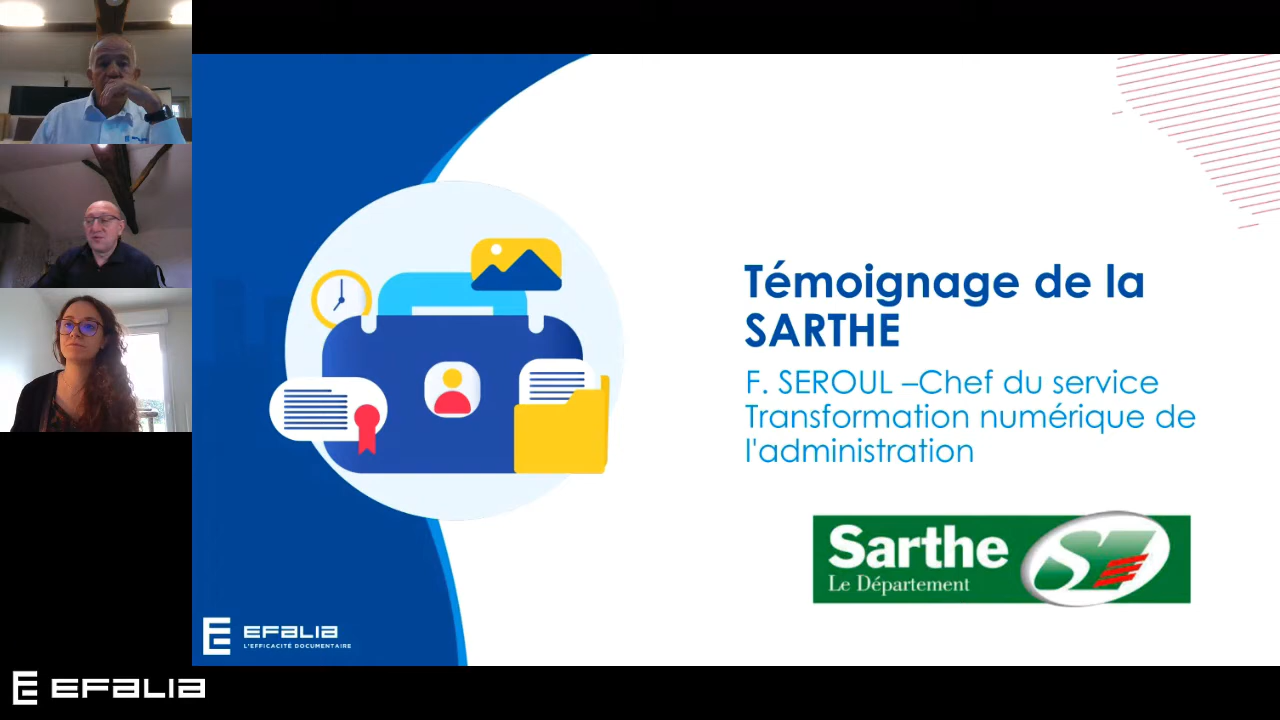 Témoignage de la
SARTHE
F. SEROUL –Chef du service
Transformation numérique de
l'administration
Sarthe
Le Département
EFALIA
L'EFFICACITÉ DOCUMENTAIRE
EFALIA